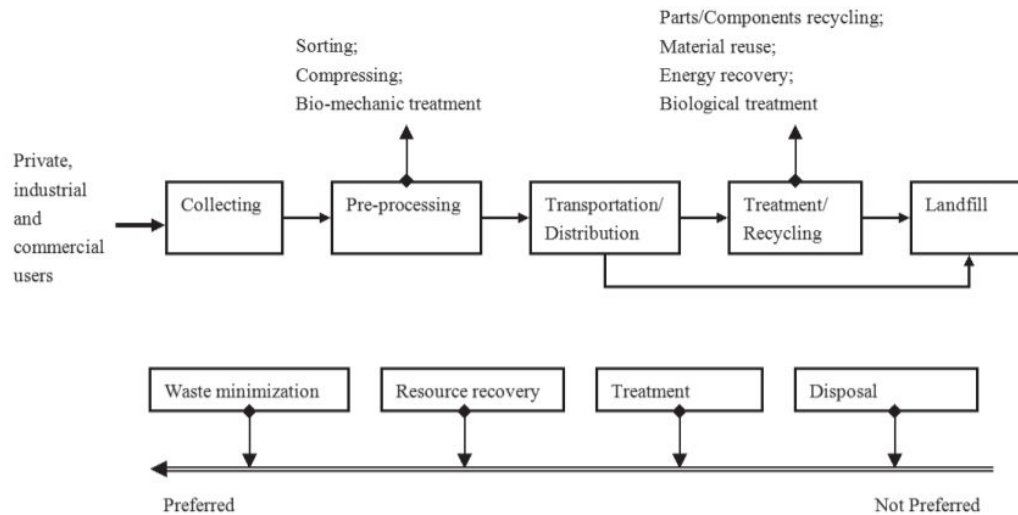 Parts/Components recycling;
Material reuse;
Energy recovery;
Biological treatment
Sorting;
Compressing;
Bio-mechanic treatment
Private,
industrial
and
commercial
users
Collecting
Pre-processing
Transportation/
Distribution
Treatment/
Recycling
Landfill
Waste minimization
Resource recovery
Treatment
Disposal
Preferred
Not Preferred